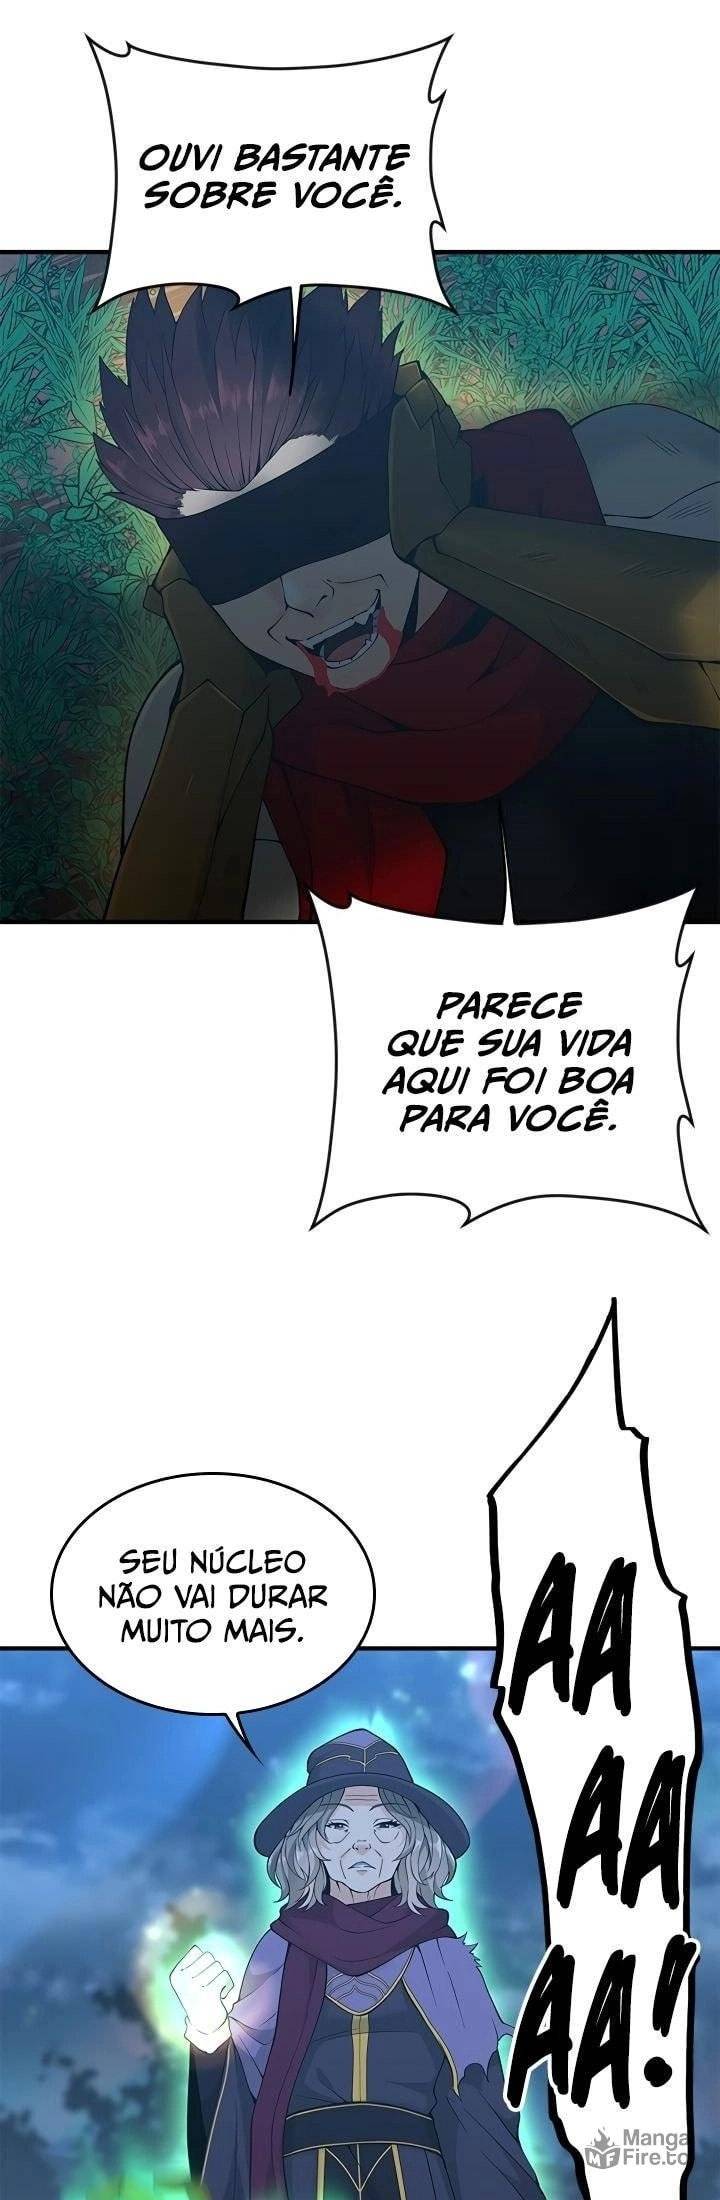 OUVI BASTANTE
SOBRE VOCÊ.
PARECE
QUE SUA VIDA
AQUI FOI BOA
PARA VOCÊ.
SEU NÚCLEO
NÃO VAI DURAR
MUITO MAIS.
AA
AA
AA!
Manga
MF Fire.to